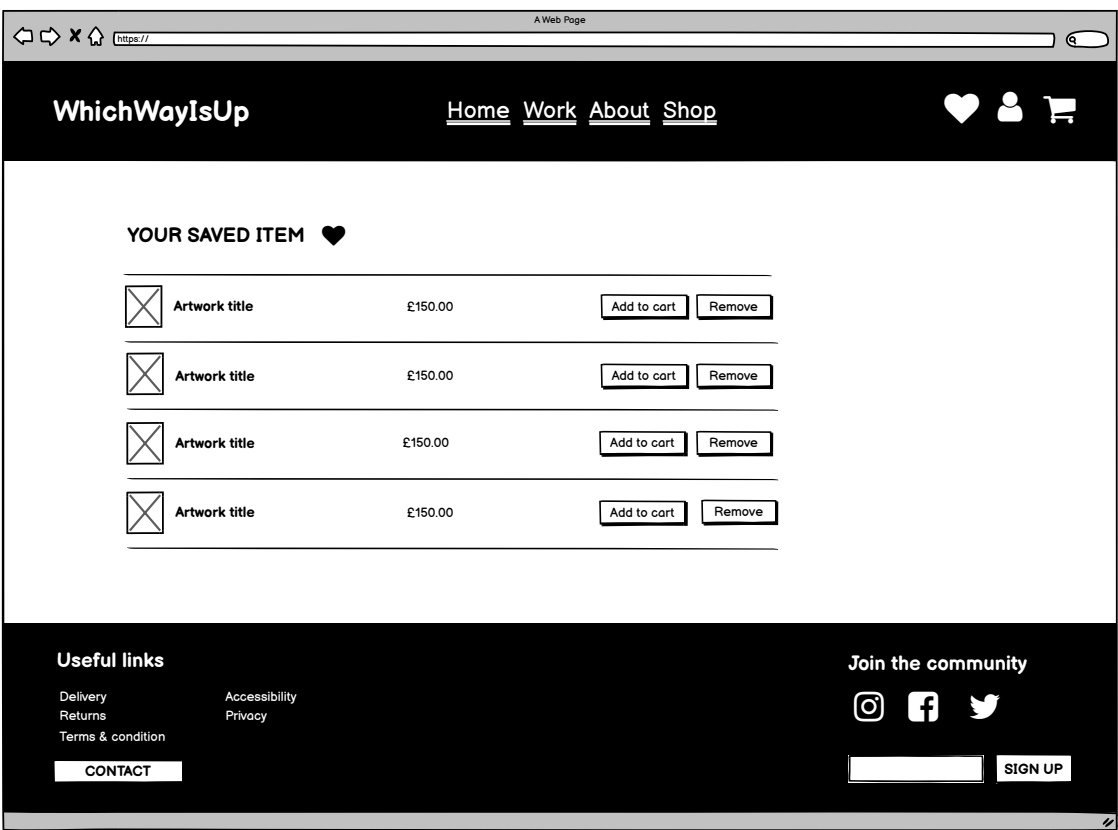 A Web Page
https://
WhichWayIsUp
Home Work About Shop
YOUR SAVED ITEM
Artwork title £150.00 Add to cart Remove
Artwork title £150.00 Add to cart Remove
Artwork title £150.00 Add to cart Remove
Artwork title £150.00 Add to cart Remove
Useful links
Delivery Accessibility
Returns Privacy
Terms & condition
CONTACT
Join the community
SIGN UP